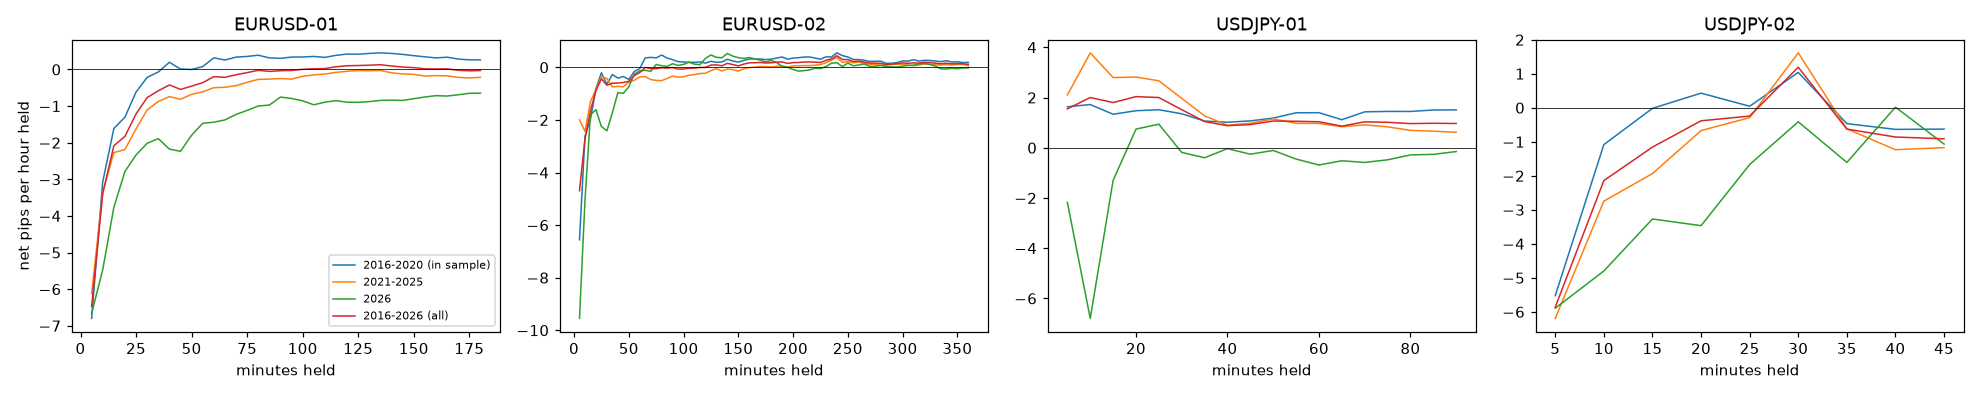 EURUSD-01
EURUSD-02
USDJPY-01
USDJPY-02
net pips per hour held
0
−1
−2
−3
−4
−5
−6
−7
0 25 50 75 100 125 150 175
minutes held
2016-2020 (in sample)
2021-2025
2026
2016-2026 (all)
0
−2
−4
−6
−8
−10
0 50 100 150 200 250 300 350
minutes held
4
2
0
−2
−4
−6
20 40 60 80
minutes held
2
1
0
−1
−2
−3
−4
−5
−6
5 10 15 20 25 30 35 40 45
minutes held